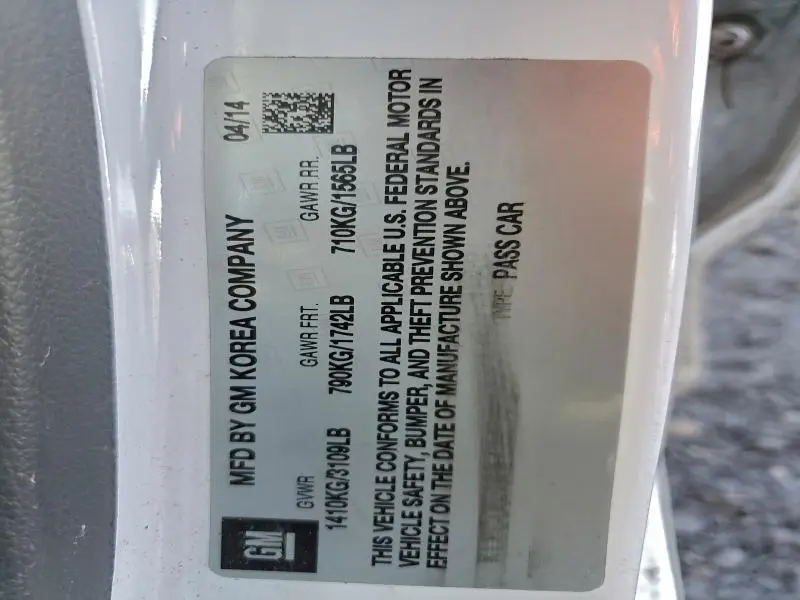 GM
MFD BY GM KOREA COMPANY 04/14
GVWR GAWR FRT. GAWR RR.
1410KG/3109LB 790KG/1742LB 710KG/1565LB
THIS VEHICLE CONFORMS TO ALL APPLICABLE U.S. FEDERAL MOTOR
VEHICLE SAFETY, BUMPER, AND THEFT PREVENTION STANDARDS IN
EFFECT ON THE DATE OF MANUFACTURE SHOWN ABOVE.
TYPE: PASS CAR